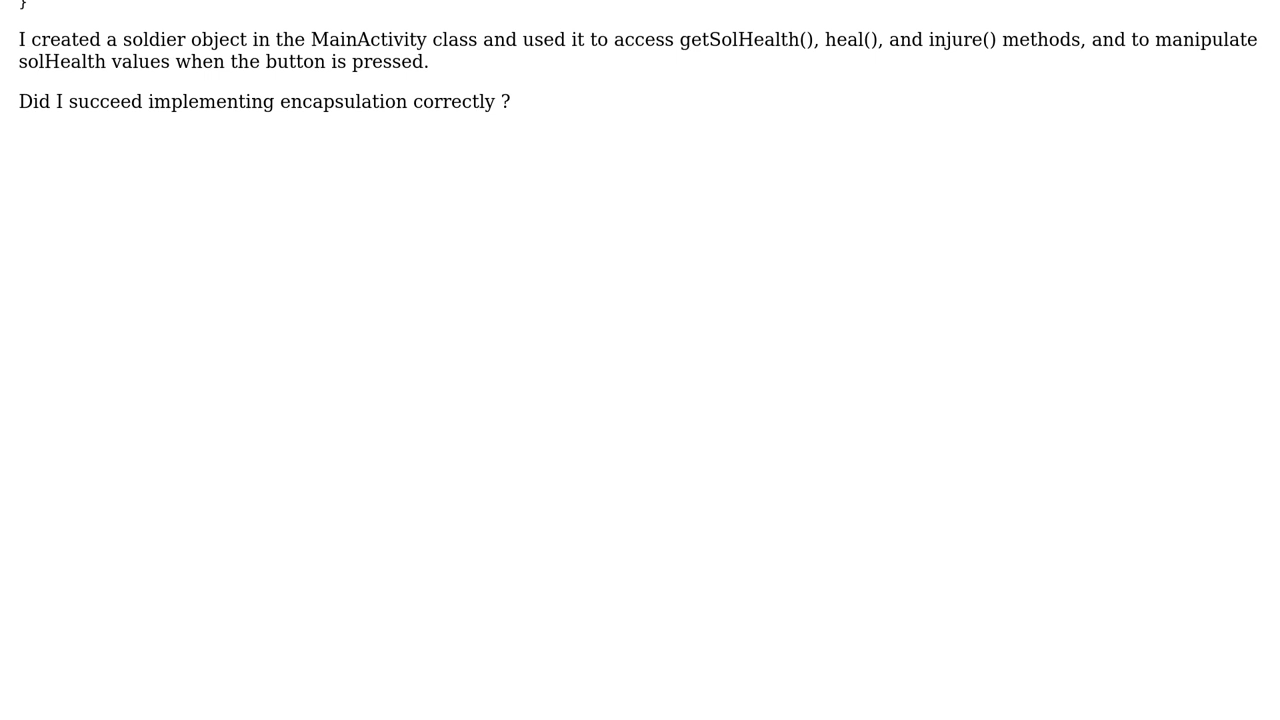 }
I created a soldier object in the MainActivity class and used it to access getSolHealth(), heal(), and injure() methods, and to manipulate
solHealth values when the button is pressed.
Did I succeed implementing encapsulation correctly ?